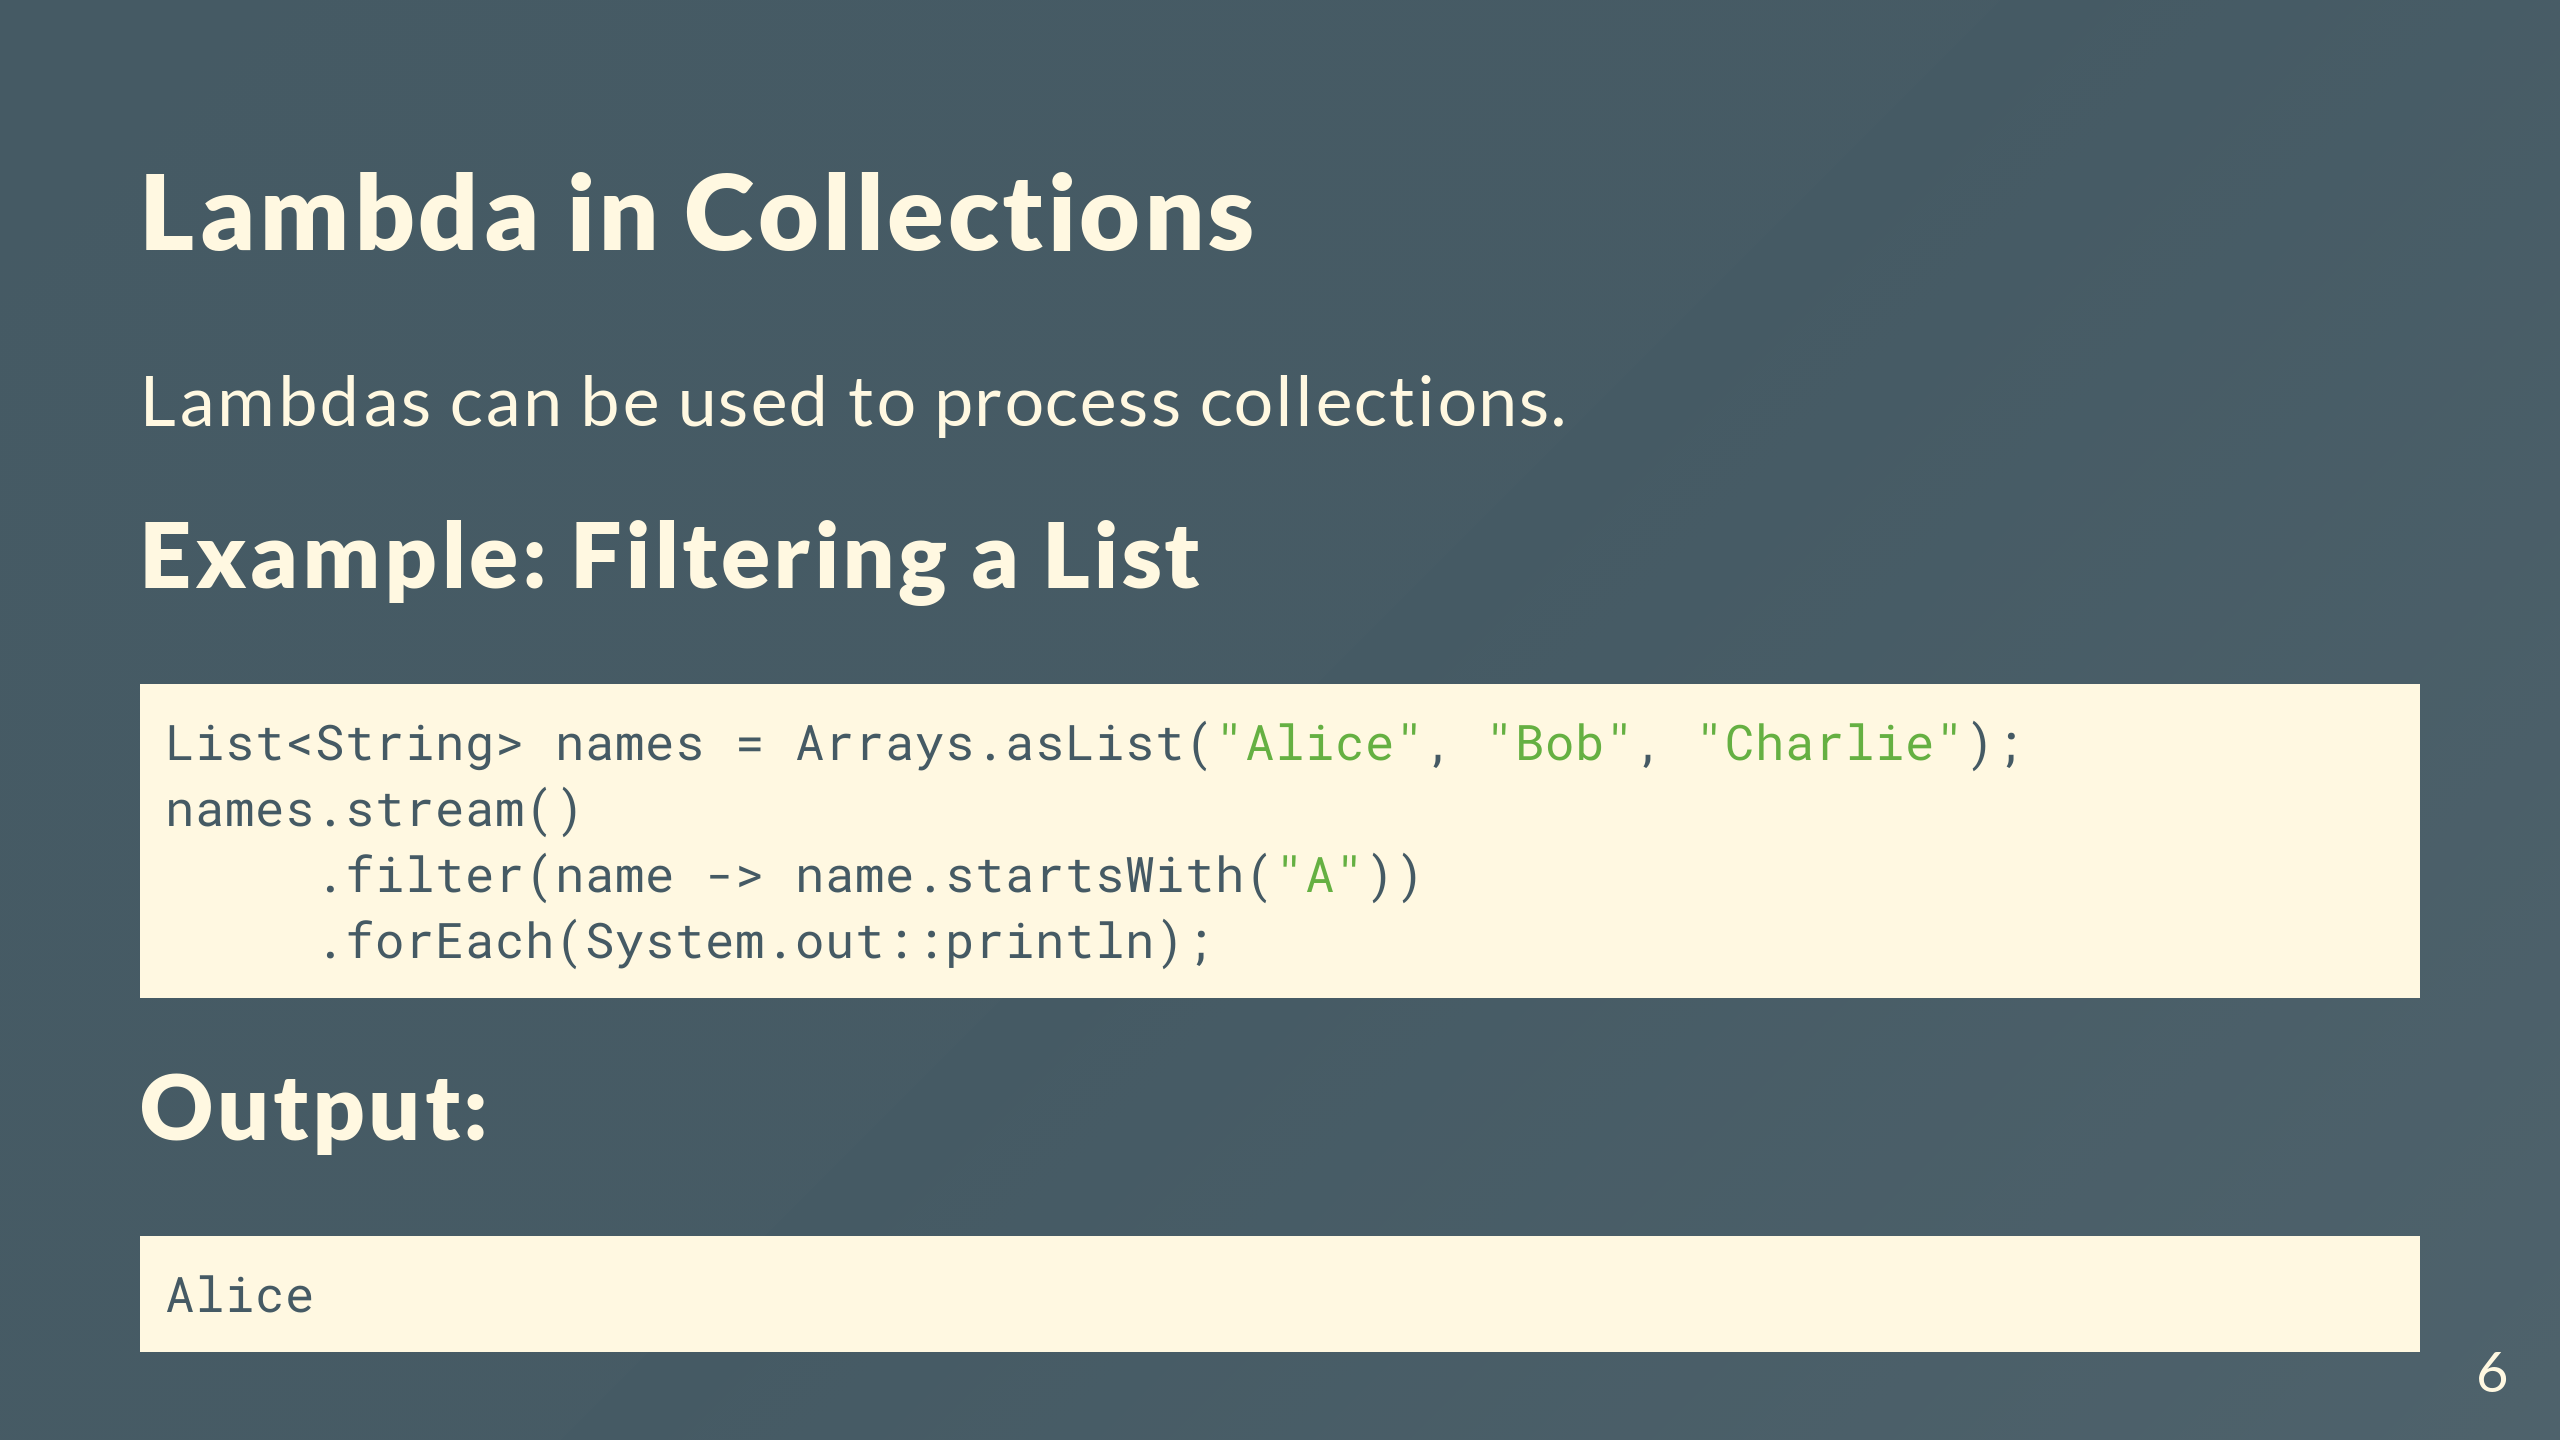 Lambda in Collections
Lambdas can be used to process collections.
Example: Filtering a List
List<String> names = Arrays.asList("Alice", "Bob", "Charlie");
names.stream()
     .filter(name -> name.startsWith("A"))
     .forEach(System.out::println);
Output:
Alice
6